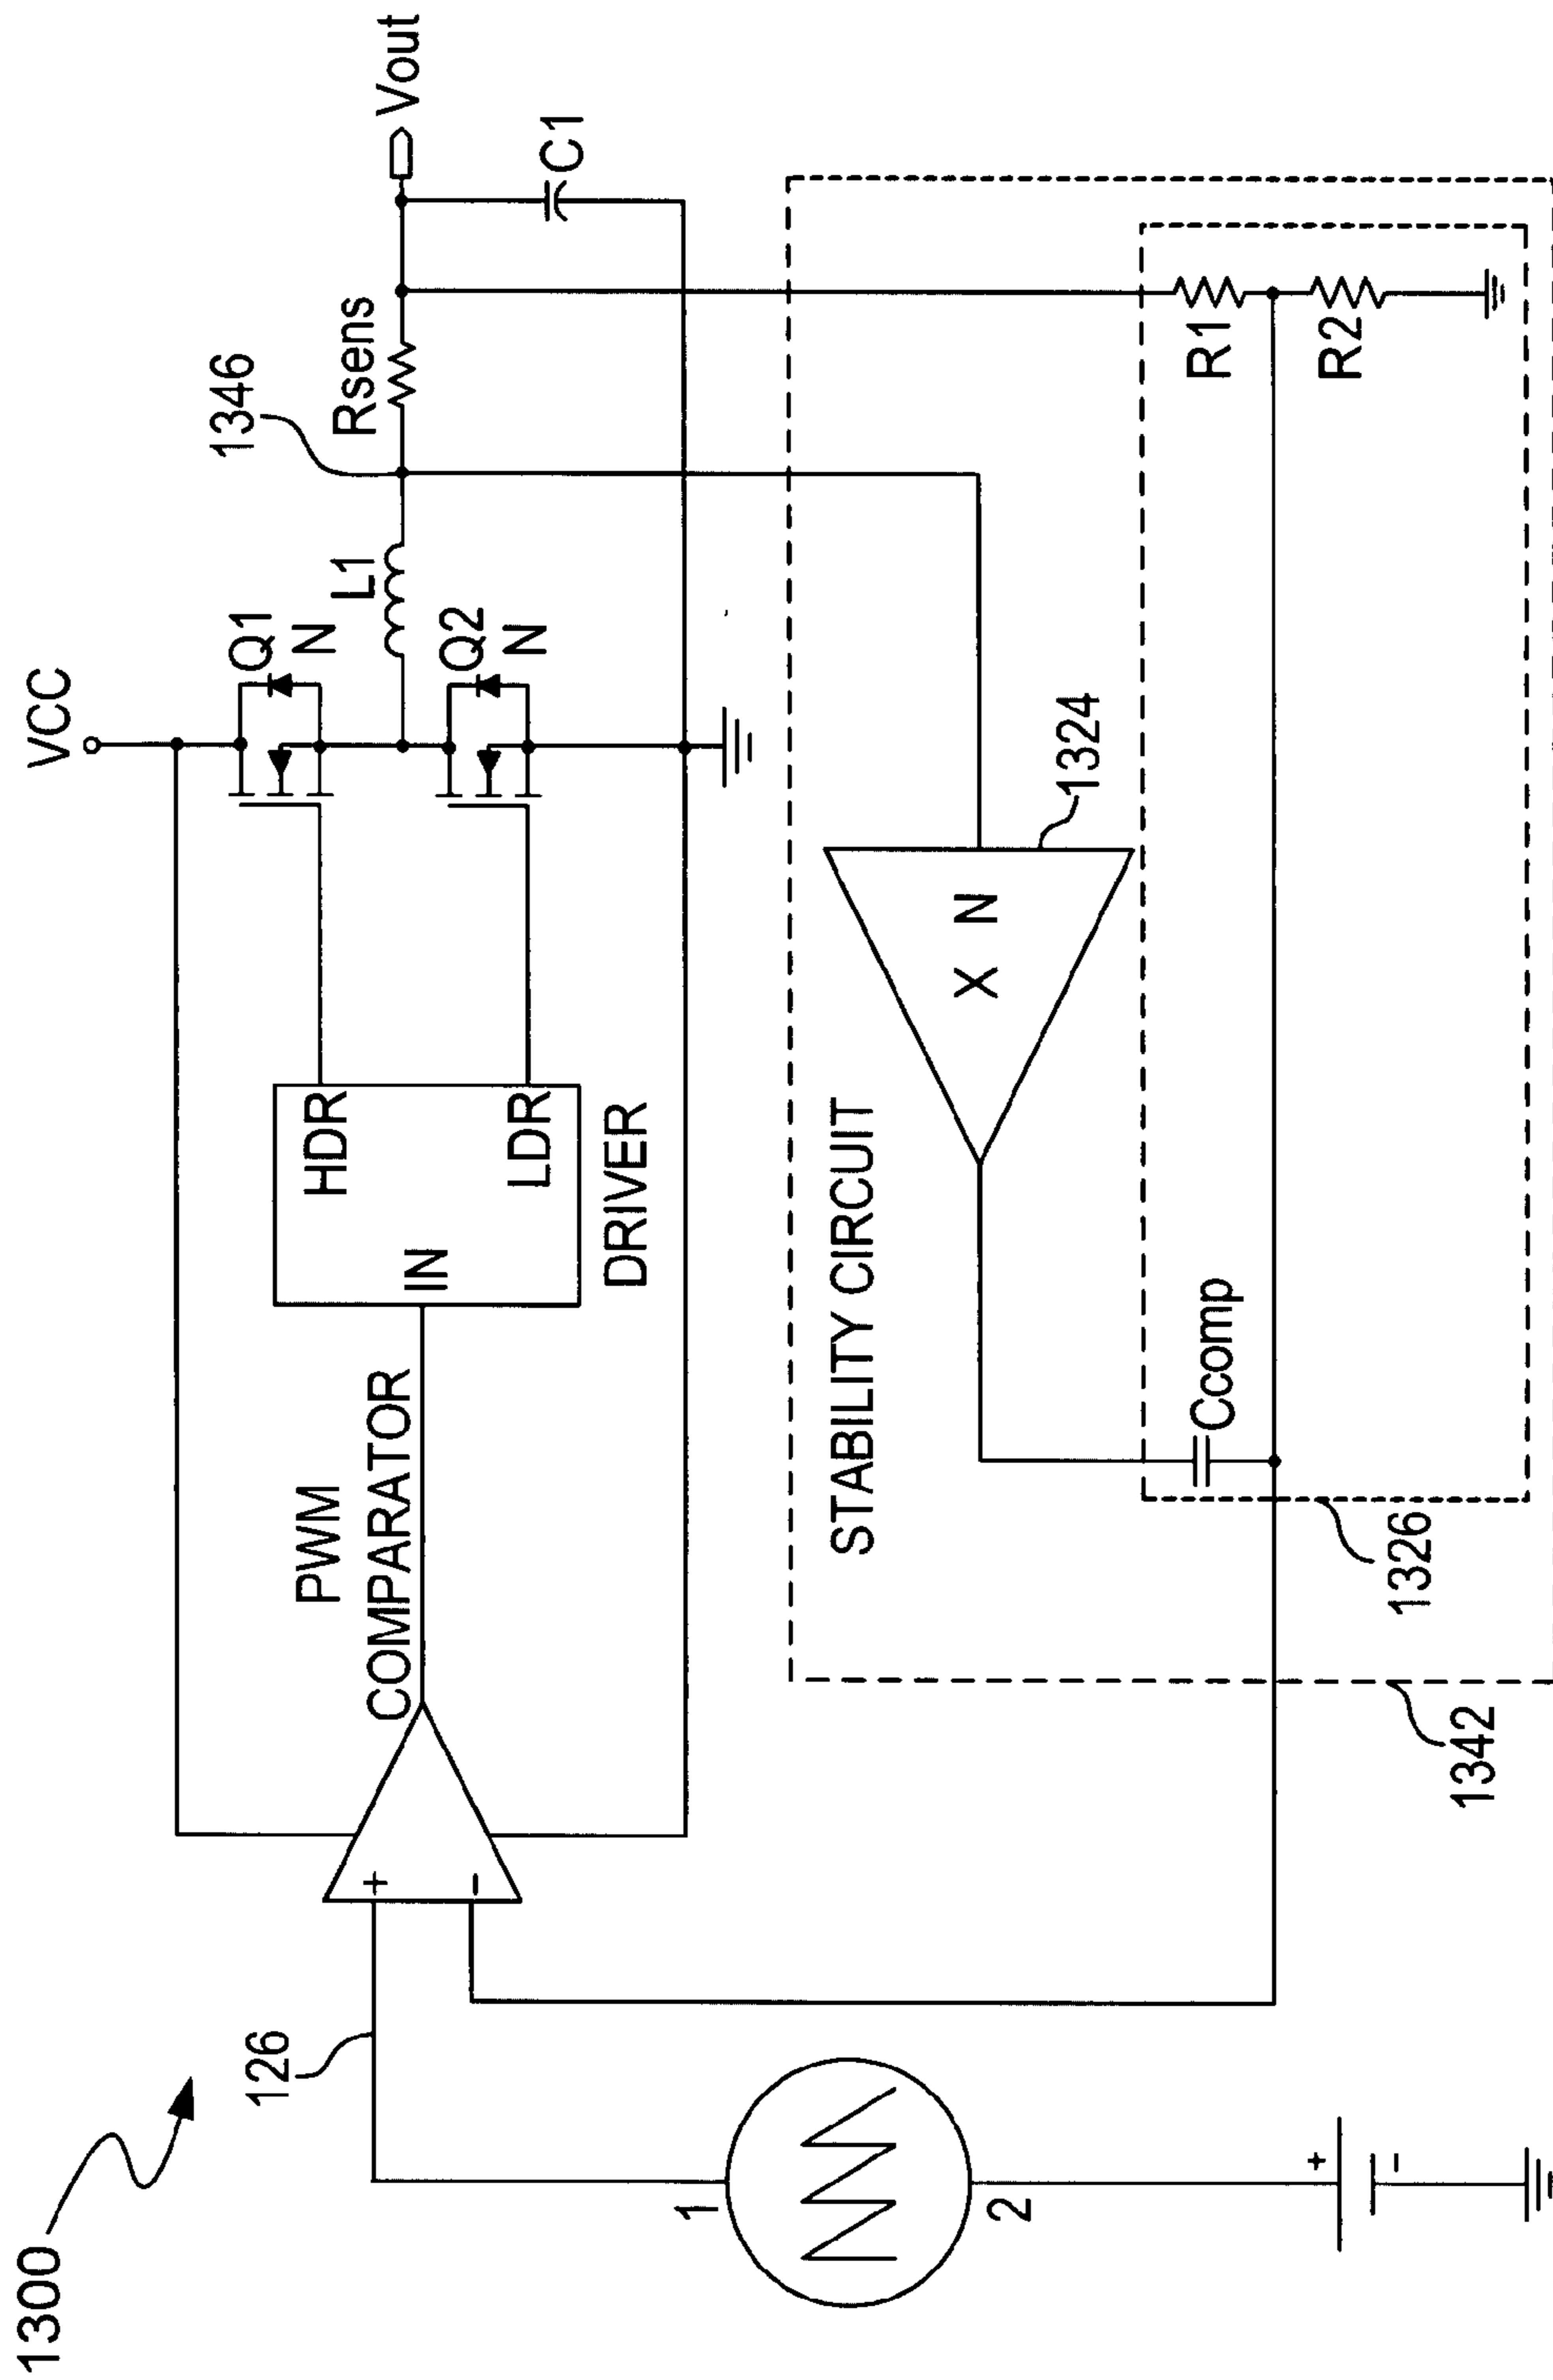 1300
126
1
2
+
-
+
-
PWM
COMPARATOR
IN
HDR
LDR
DRIVER
VCC
Q1
N
Q2
N
L1
1346
Rsens
Vout
C1
STABILITY CIRCUIT
X N
1324
Ccomp
R1
R2
1326
1342